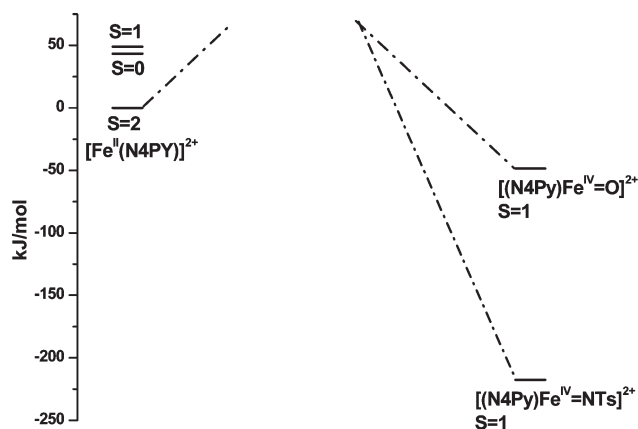 S=1
50
S=0
0
S=2
[Fe^II(N4PY)]^2+
-50
[(N4Py)Fe^IV=O]^2+
S=1
kJ/mol
-100
-150
-200
[(N4Py)Fe^IV=NTs]^2+
-250
S=1